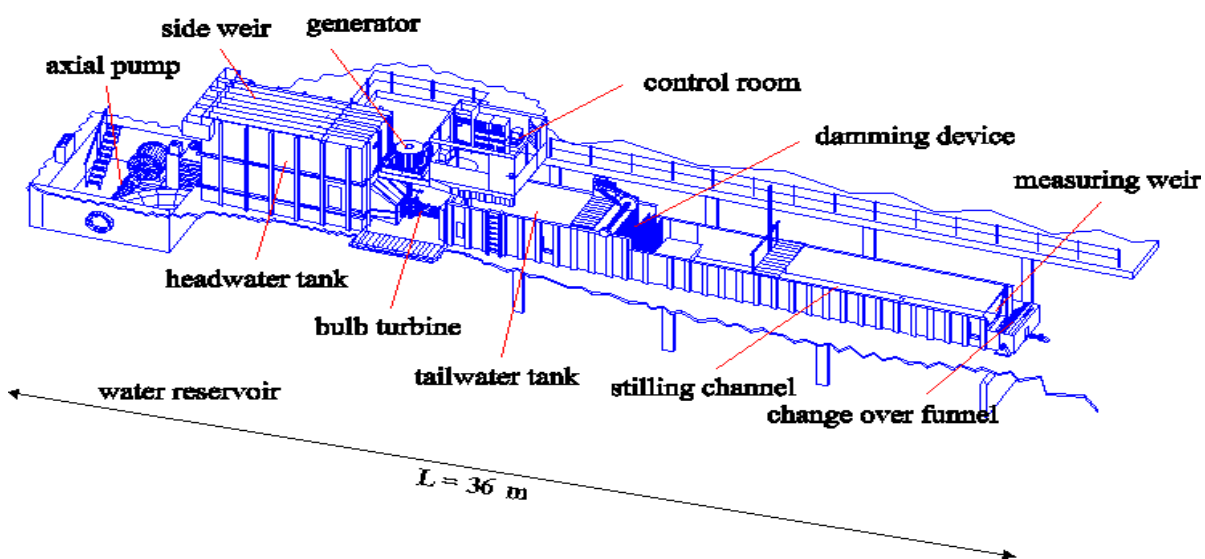 generator
side weir
axial pump
control room
damming device
measuring weir
headwater tank
bulb turbine
tailwater tank
stilling channel
water reservoir
change over funnel
L = 36 m